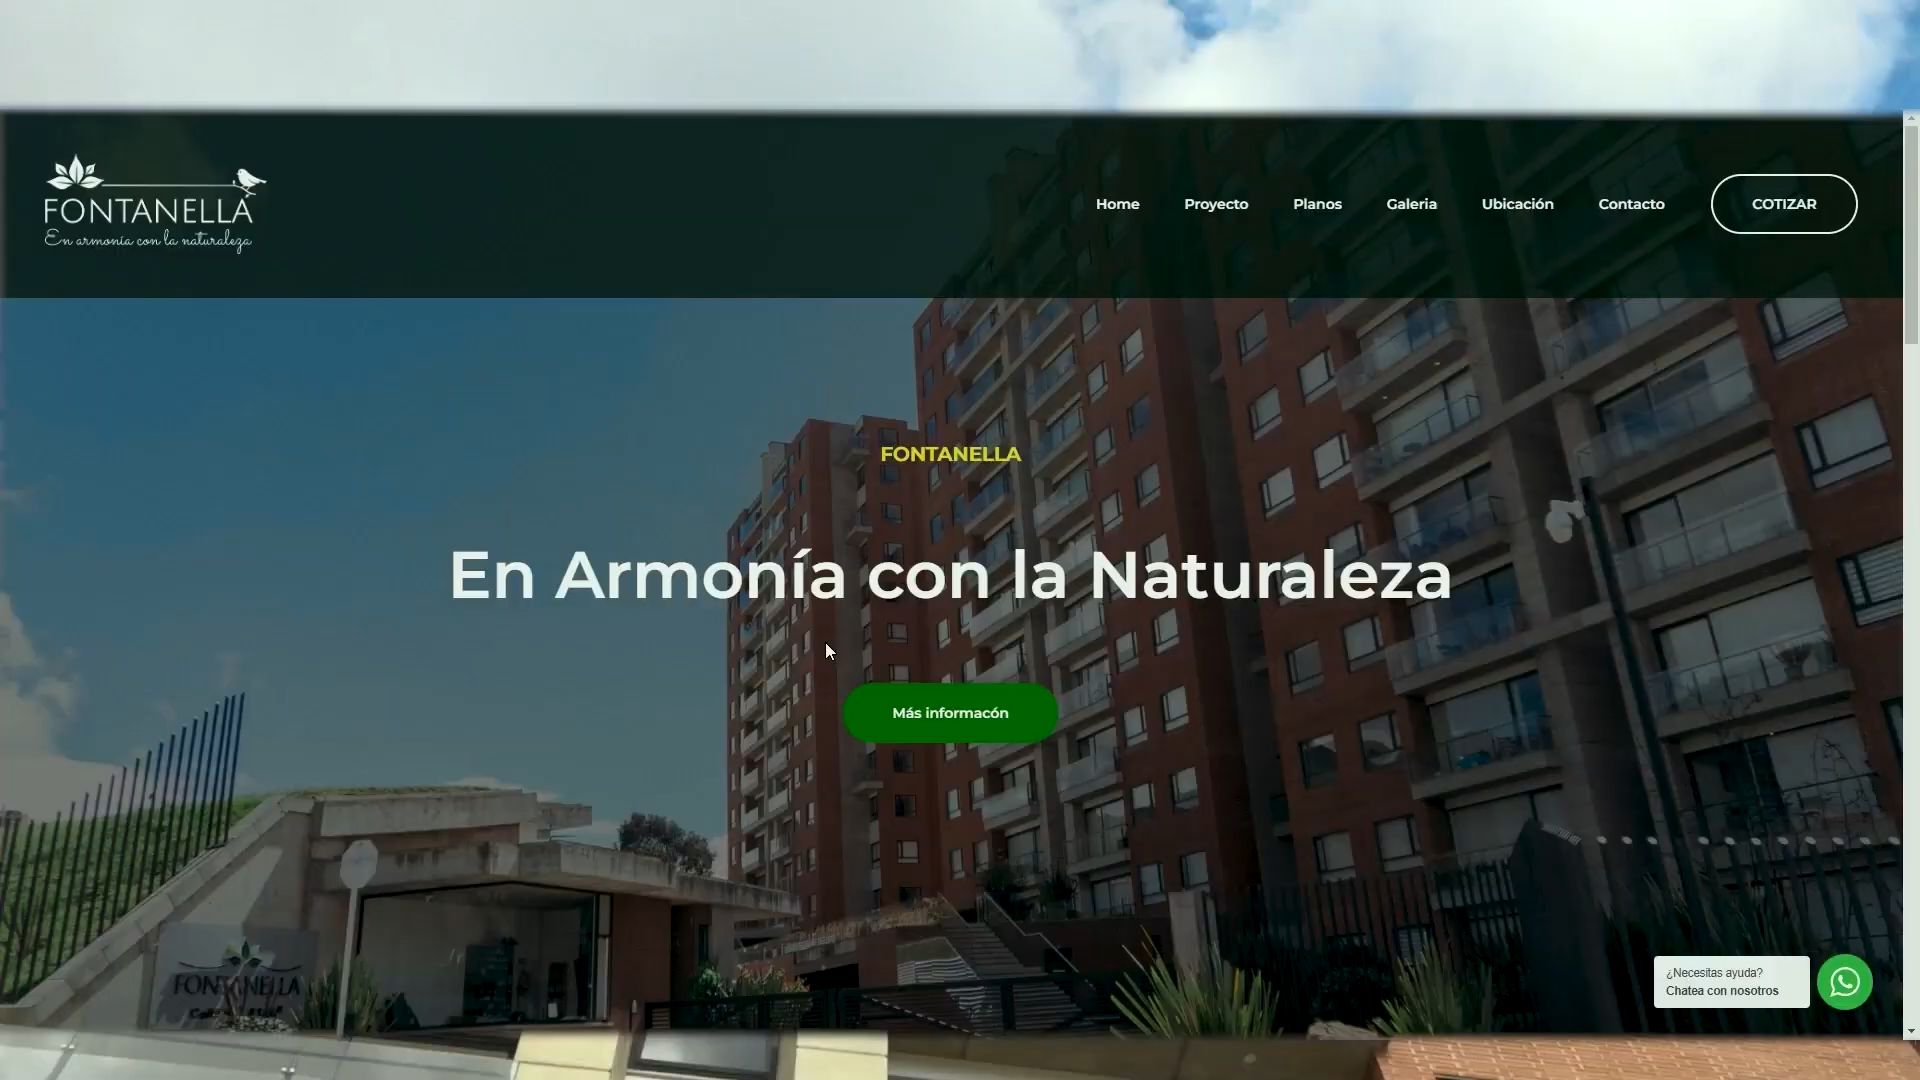 FONTANELLA
En armonía con la naturaleza
Home
Proyecto
Planos
Galeria
Ubicación
Contacto
COTIZAR
FONTANELLA
En Armonía con la Naturaleza
Más informacón
FONTANELLA
¿Necesitas ayuda?
Chatea con nosotros